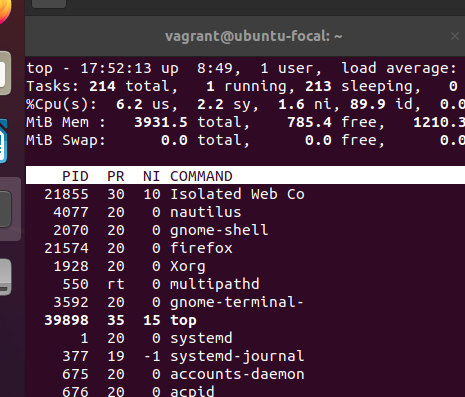 vagrant@ubuntu-focal: ~
top - 17:52:13 up  8:49,  1 user,  load average:
Tasks: 214 total,   1 running, 213 sleeping,   0
%Cpu(s):  6.2 us,  2.2 sy,  1.6 ni, 89.9 id,  0.0
MiB Mem :   3931.5 total,    785.4 free,   1210.3
MiB Swap:      0.0 total,      0.0 free,      0.0
PID  PR  NI COMMAND
21855  30  10 Isolated Web Co
4077  20   0 nautilus
2070  20   0 gnome-shell
21574  20   0 firefox
1928  20   0 Xorg
550  rt   0 multipathd
3592  20   0 gnome-terminal-
39898  35  15 top
1  20   0 systemd
377  19  -1 systemd-journal
675  20   0 accounts-daemon
676  20   0 acpid